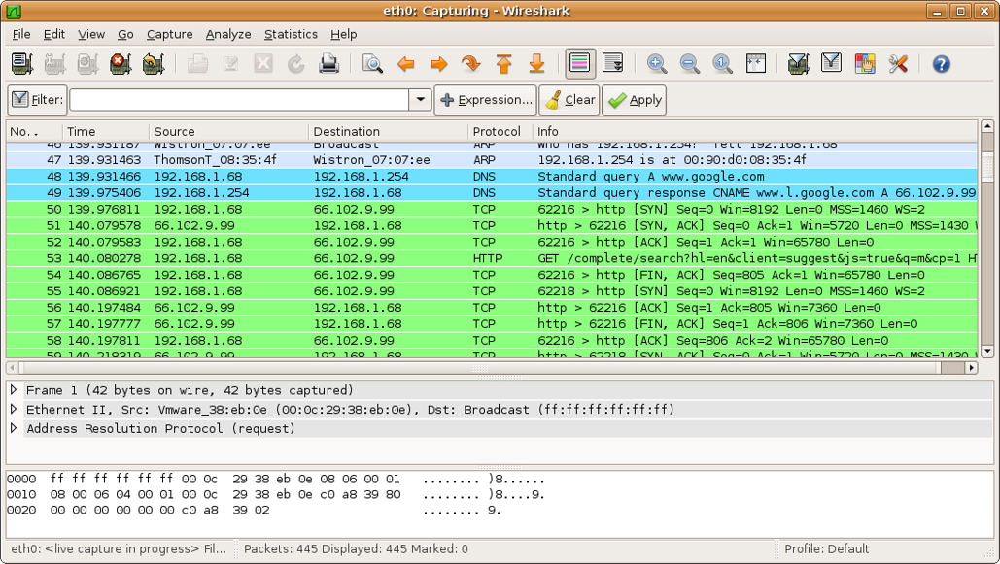 eth0: Capturing - Wireshark
File Edit View Go Capture Analyze Statistics Help
Filter: Expression... Clear Apply
No. . Time Source Destination Protocol Info
46 139.931187 Wistron_07:07:ee Broadcast ARP Who has 192.168.1.254? Tell 192.168.1.68
47 139.931463 ThomsonT_08:35:4f Wistron_07:07:ee ARP 192.168.1.254 is at 00:90:d0:08:35:4f
48 139.931466 192.168.1.68 192.168.1.254 DNS Standard query A www.google.com
49 139.975406 192.168.1.254 192.168.1.68 DNS Standard query response CNAME www.l.google.com A 66.102.9.99
50 139.976811 192.168.1.68 66.102.9.99 TCP 62216 > http [SYN] Seq=0 Win=8192 Len=0 MSS=1460 WS=2
51 140.079578 66.102.9.99 192.168.1.68 TCP http > 62216 [SYN, ACK] Seq=0 Ack=1 Win=5720 Len=0 MSS=1430
52 140.079583 192.168.1.68 66.102.9.99 TCP 62216 > http [ACK] Seq=1 Ack=1 Win=65780 Len=0
53 140.080278 192.168.1.68 66.102.9.99 HTTP GET /complete/search?hl=en&client=suggest&js=true&q=m&cp=1 H
54 140.086765 192.168.1.68 66.102.9.99 TCP 62216 > http [FIN, ACK] Seq=805 Ack=1 Win=65780 Len=0
55 140.086921 192.168.1.68 66.102.9.99 TCP 62218 > http [SYN] Seq=0 Win=8192 Len=0 MSS=1460 WS=2
56 140.197484 66.102.9.99 192.168.1.68 TCP http > 62216 [ACK] Seq=1 Ack=805 Win=7360 Len=0
57 140.197777 66.102.9.99 192.168.1.68 TCP http > 62216 [FIN, ACK] Seq=1 Ack=806 Win=7360 Len=0
58 140.197811 192.168.1.68 66.102.9.99 TCP 62216 > http [ACK] Seq=806 Ack=2 Win=65780 Len=0
59 140.218319 66.102.9.99 192.168.1.68 TCP http > 62218 [SYN, ACK] Seq=0 Ack=1 Win=5720 Len=0 MSS=1430
Frame 1 (42 bytes on wire, 42 bytes captured)
Ethernet II, Src: Vmware_38:eb:0e (00:0c:29:38:eb:0e), Dst: Broadcast (ff:ff:ff:ff:ff:ff)
Address Resolution Protocol (request)
0000 ff ff ff ff ff ff 00 0c 29 38 eb 0e 08 06 00 01 ........ )8......
0010 08 00 06 04 00 01 00 0c 29 38 eb 0e c0 a8 39 80 ........ )8....9.
0020 00 00 00 00 00 00 c0 a8 39 02 ........ 9.
eth0: <live capture in progress> Fil... Packets: 445 Displayed: 445 Marked: 0 Profile: Default